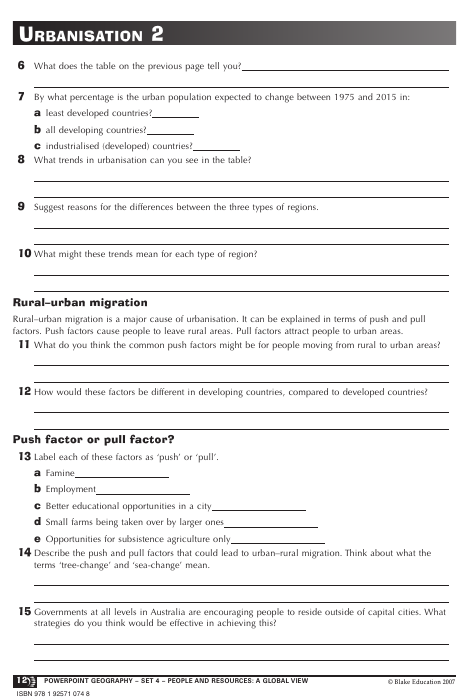 URBANISATION 2
6 What does the table on the previous page tell you?
7 By what percentage is the urban population expected to change between 1975 and 2015 in:
a least developed countries?
b all developing countries?
c industrialised (developed) countries?
8 What trends in urbanisation can you see in the table?
9 Suggest reasons for the differences between the three types of regions.
10 What might these trends mean for each type of region?
Rural–urban migration
Rural–urban migration is a major cause of urbanisation. It can be explained in terms of push and pull
factors. Push factors cause people to leave rural areas. Pull factors attract people to urban areas.
11 What do you think the common push factors might be for people moving from rural to urban areas?
12 How would these factors be different in developing countries, compared to developed countries?
Push factor or pull factor?
13 Label each of these factors as ‘push’ or ‘pull’.
a Famine
b Employment
c Better educational opportunities in a city
d Small farms being taken over by larger ones
e Opportunities for subsistence agriculture only
14 Describe the push and pull factors that could lead to urban–rural migration. Think about what the
terms ‘tree-change’ and ‘sea-change’ mean.
15 Governments at all levels in Australia are encouraging people to reside outside of capital cities. What
strategies do you think would be effective in achieving this?
12 POWERPOINT GEOGRAPHY – SET 4 – PEOPLE AND RESOURCES: A GLOBAL VIEW © Blake Education 2007
ISBN 978 1 92571 074 8